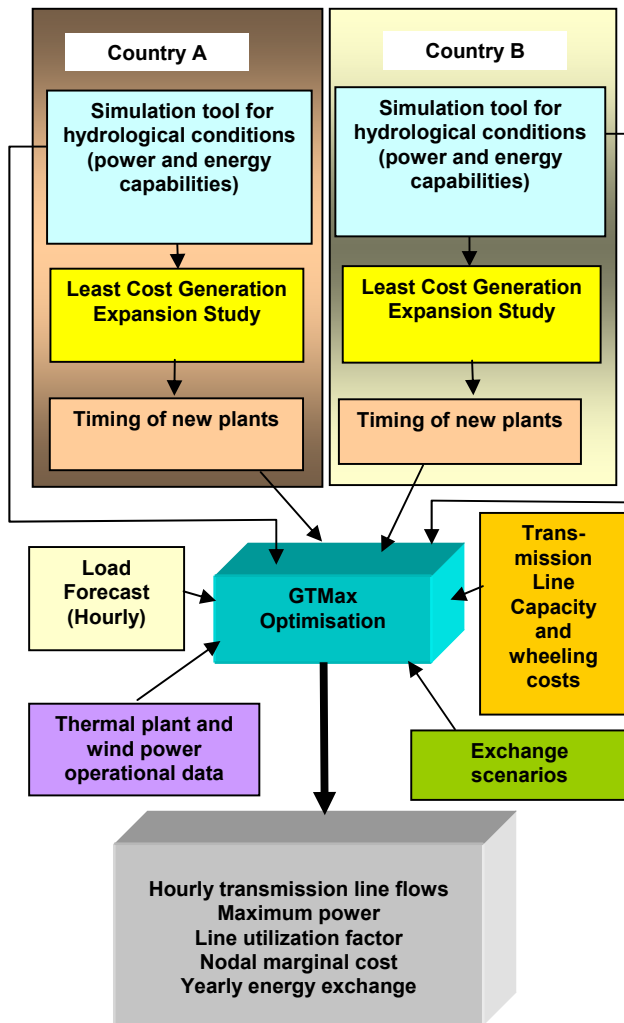 Country A
Simulation tool for
hydrological conditions
(power and energy
capabilities)
Least Cost Generation
Expansion Study
Timing of new plants
Country B
Simulation tool for
hydrological conditions
(power and energy
capabilities)
Least Cost Generation
Expansion Study
Timing of new plants
Load
Forecast
(Hourly)
GTMax
Optimisation
Trans-
mission
Line
Capacity
and
wheeling
costs
Thermal plant and
wind power
operational data
Exchange
scenarios
Hourly transmission line flows
Maximum power
Line utilization factor
Nodal marginal cost
Yearly energy exchange